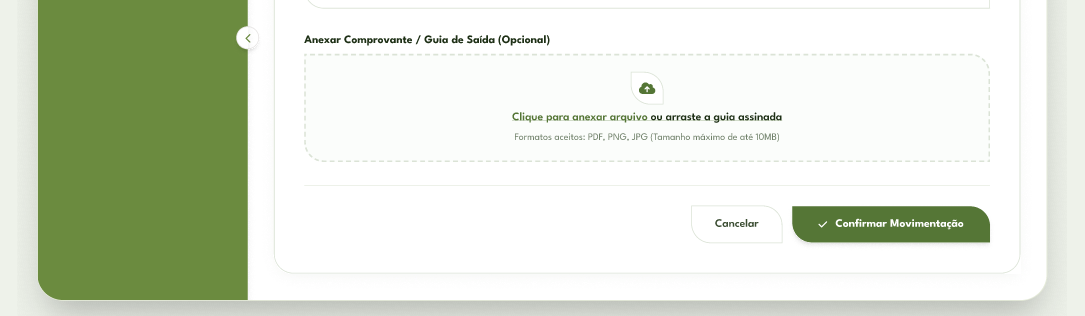 Anexar Comprovante / Guia de Saída (Opcional)
Clique para anexar arquivo ou arraste a guia assinada
Formatos aceitos: PDF, PNG, JPG (Tamanho máximo de até 10MB)
Cancelar
Confirmar Movimentação